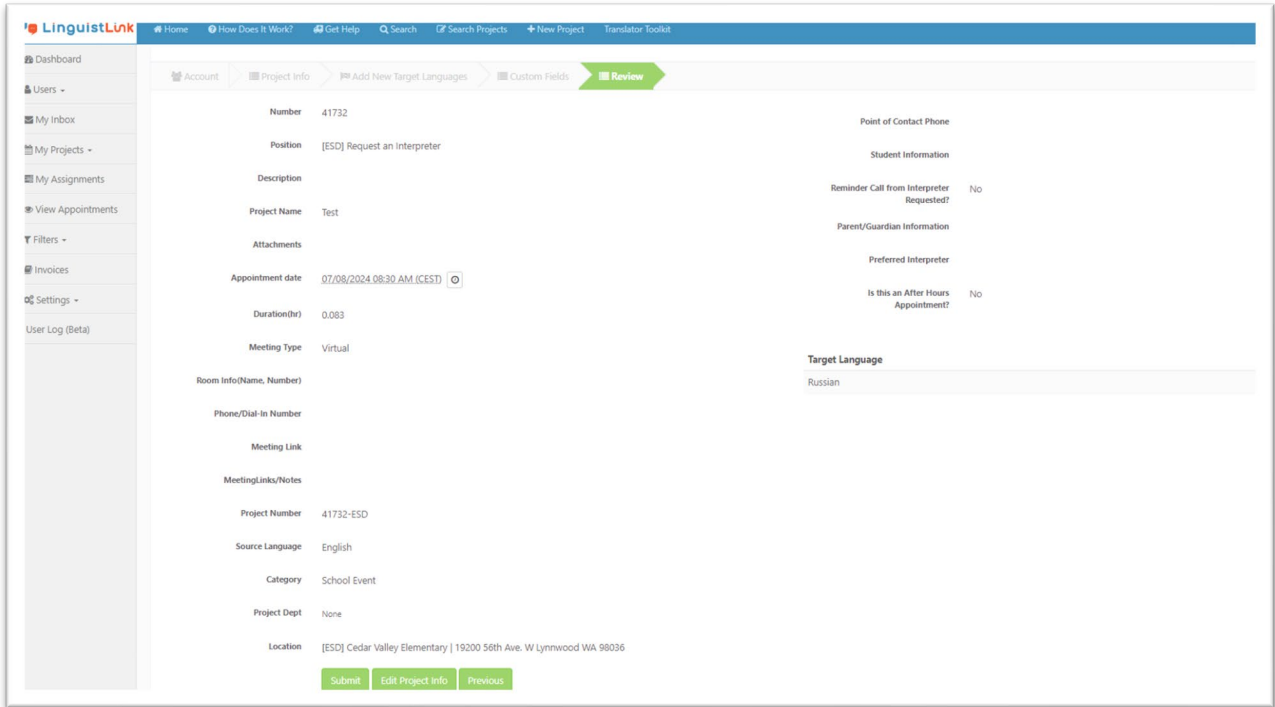 LinguistLink
Home How Does It Work? Get Help Search Search Projects New Project Translator Toolkit
Dashboard
Users
My Inbox
My Projects
My Assignments
View Appointments
Filters
Invoices
Settings
User Log (Beta)
Account Project Info Add New Target Languages Custom Fields Review
Number 41732
Position [ESD] Request an Interpreter
Description
Project Name Test
Attachments
Appointment date 07/08/2024 08:30 AM (CEST)
Duration(hr) 0.083
Meeting Type Virtual
Room Info(Name, Number)
Phone/Dial-In Number
Meeting Link
MeetingLinks/Notes
Project Number 41732-ESD
Source Language English
Category School Event
Project Dept None
Location [ESD] Cedar Valley Elementary | 19200 56th Ave. W Lynnwood WA 98036
Submit Edit Project Info Previous
Point of Contact Phone
Student Information
Reminder Call from Interpreter No
Requested?
Parent/Guardian Information
Preferred Interpreter
Is this an After Hours No
Appointment?
Target Language
Russian